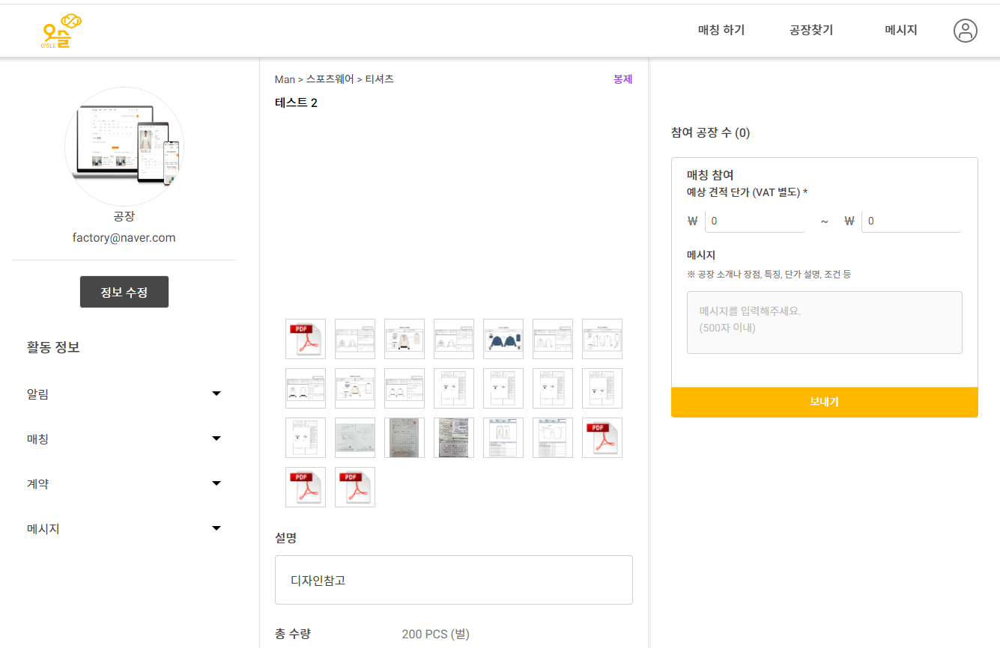 오슬
O'SLE
매칭 하기
공장찾기
메시지
공장
factory@naver.com
정보 수정
활동 정보
알림
매칭
계약
메시지
Man > 스포츠웨어 > 티셔츠
봉제
테스트 2
PDF
PDF
PDF
PDF
설명
디자인참고
총 수량
200 PCS (벌)
참여 공장 수 (0)
매칭 참여
예상 견적 단가 (VAT 별도) *
₩ 0 ~ ₩ 0
메시지
※ 공장 소개나 장점, 특징, 단가 설명, 조건 등
메시지를 입력해주세요.
(500자 이내)
보내기